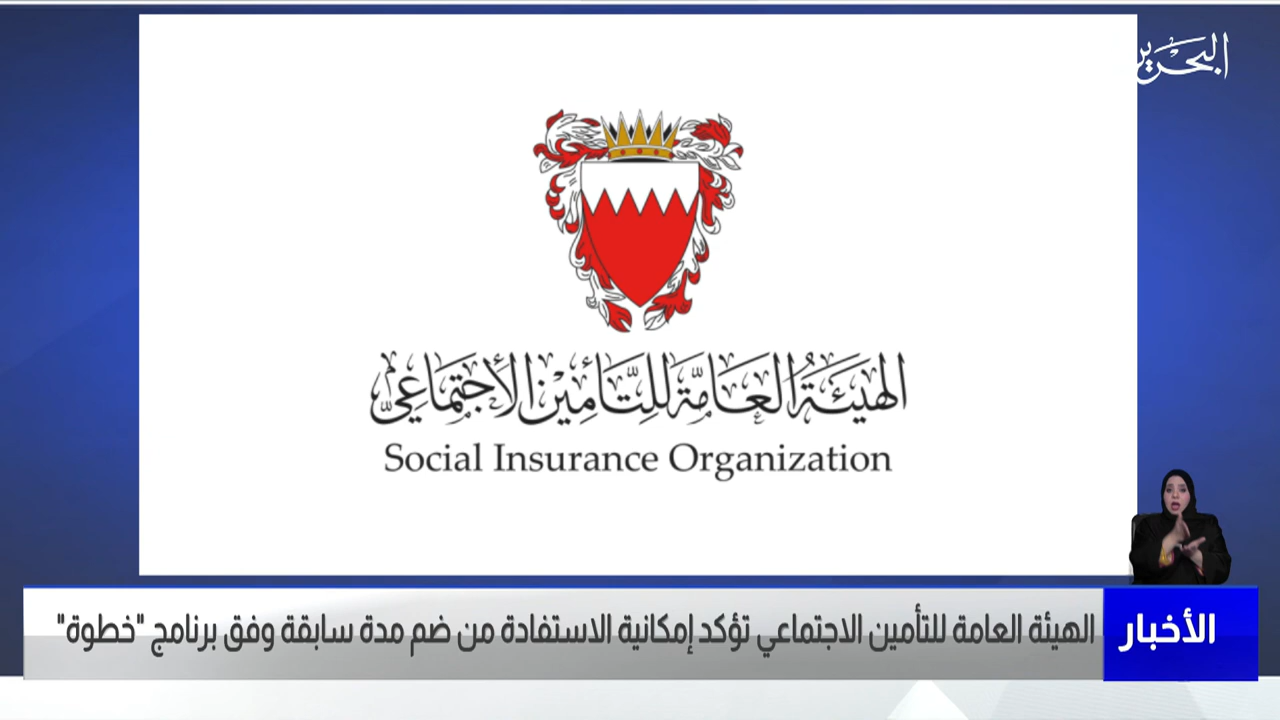 البحرين
الهيئة العامة للتأمين الاجتماعي
Social Insurance Organization
الأخبار
الهيئة العامة للتأمين الاجتماعي تؤكد إمكانية الاستفادة من ضم مدة سابقة وفق برنامج "خطوة"